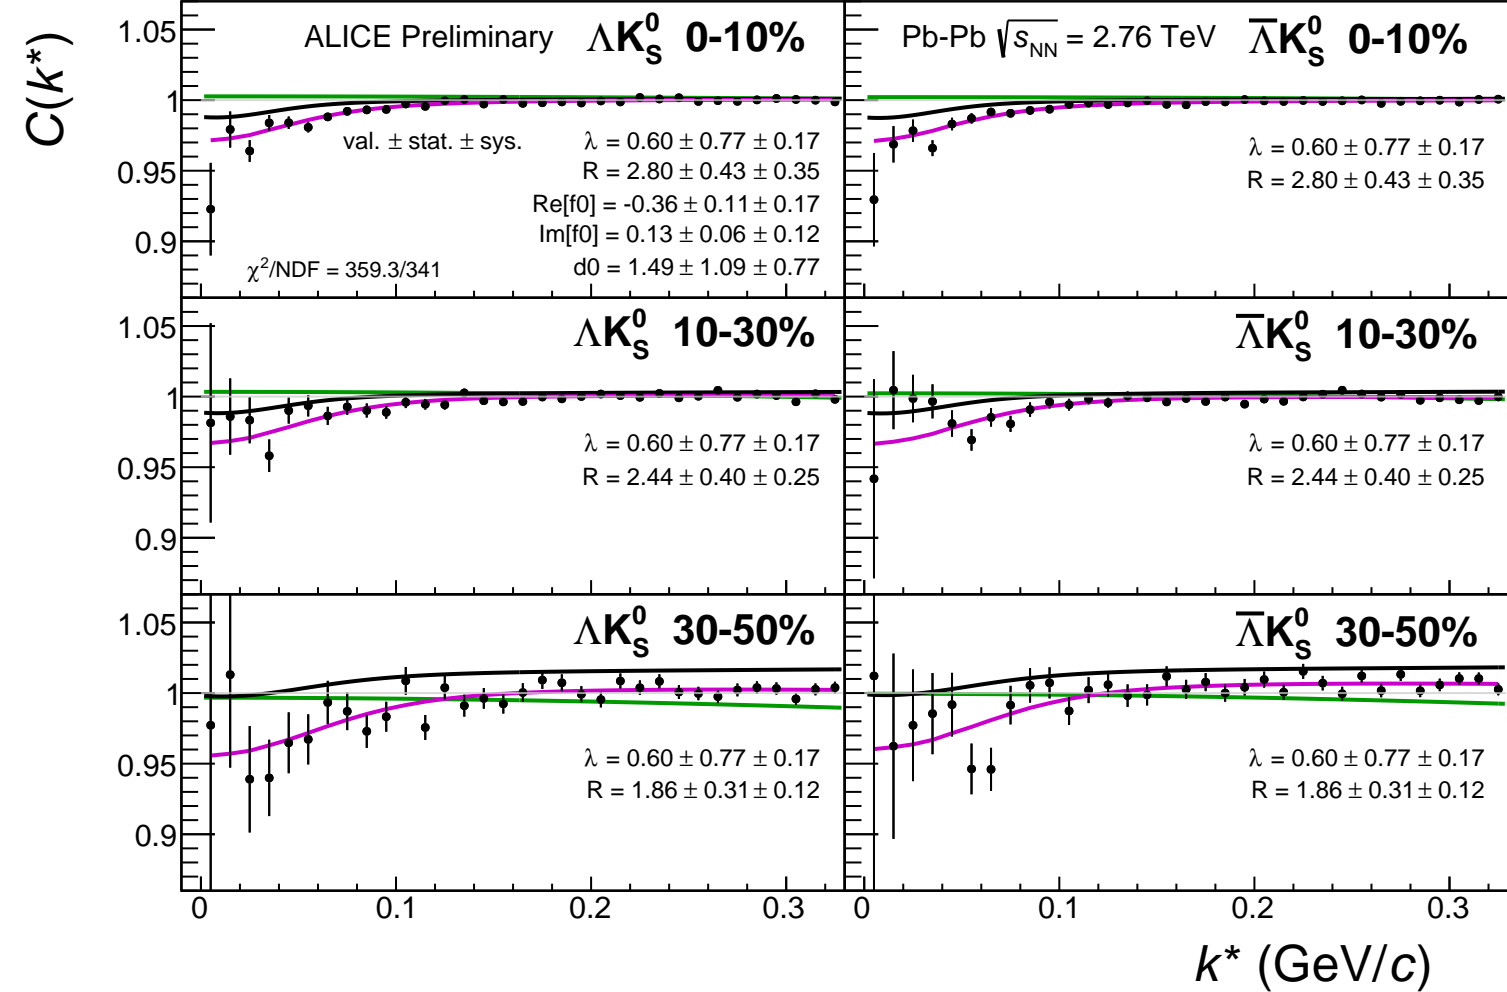 C(k*)
ALICE Preliminary ΛK⁰_S 0-10%
val. ± stat. ± sys.
λ = 0.60 ± 0.77 ± 0.17
R = 2.80 ± 0.43 ± 0.35
Re[f0] = -0.36 ± 0.11 ± 0.17
Im[f0] = 0.13 ± 0.06 ± 0.12
d0 = 1.49 ± 1.09 ± 0.77
χ²/NDF = 359.3/341
1.05
1
0.95
0.9
Pb-Pb √s_NN = 2.76 TeV Λ̅K⁰_S 0-10%
λ = 0.60 ± 0.77 ± 0.17
R = 2.80 ± 0.43 ± 0.35
ΛK⁰_S 10-30%
λ = 0.60 ± 0.77 ± 0.17
R = 2.44 ± 0.40 ± 0.25
1.05
1
0.95
0.9
Λ̅K⁰_S 10-30%
λ = 0.60 ± 0.77 ± 0.17
R = 2.44 ± 0.40 ± 0.25
ΛK⁰_S 30-50%
λ = 0.60 ± 0.77 ± 0.17
R = 1.86 ± 0.31 ± 0.12
1.05
1
0.95
0.9
Λ̅K⁰_S 30-50%
λ = 0.60 ± 0.77 ± 0.17
R = 1.86 ± 0.31 ± 0.12
0 0.1 0.2 0.3 0 0.1 0.2 0.3
k* (GeV/c)